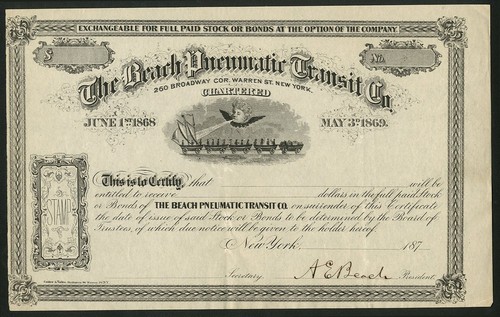 EXCHANGEABLE FOR FULL PAID STOCK OR BONDS AT THE OPTION OF THE COMPANY.
$ No.
The Beach Pneumatic Transit Co
260 BROADWAY COR. WARREN ST. NEW YORK.
CHARTERED
JUNE 1st 1868 MAY 3d 1869.
This is to Certify, that will be
entitled to receive dollars in the full paid Stock
or Bonds of THE BEACH PNEUMATIC TRANSIT CO. on surrender of this Certificate
the date of issue of said Stock or Bonds to be determined by the Board of
Trustees, of which due notice will be given to the holder hereof.
STAMP
New York 187
Secretary. A E Beach President.